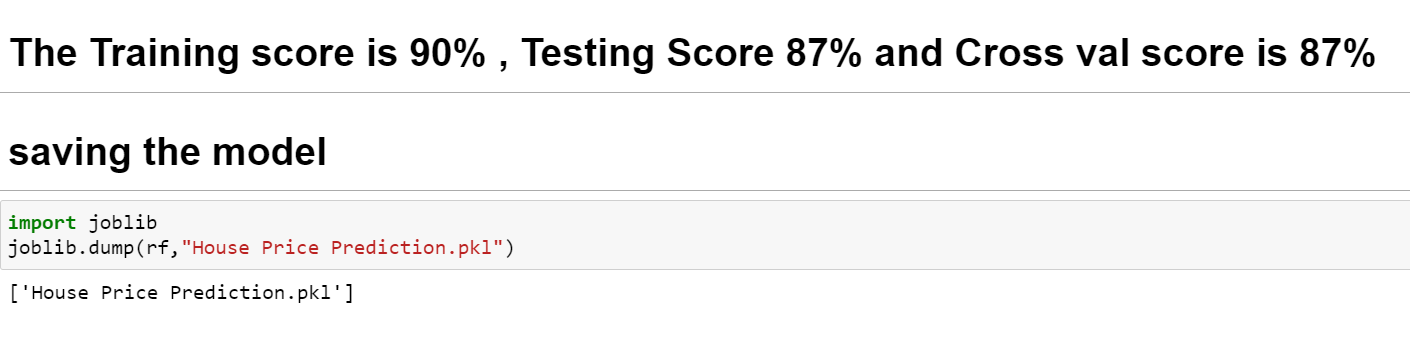 The Training score is 90% , Testing Score 87% and Cross val score is 87%
saving the model
import joblib
joblib.dump(rf,"House Price Prediction.pkl")
['House Price Prediction.pkl']